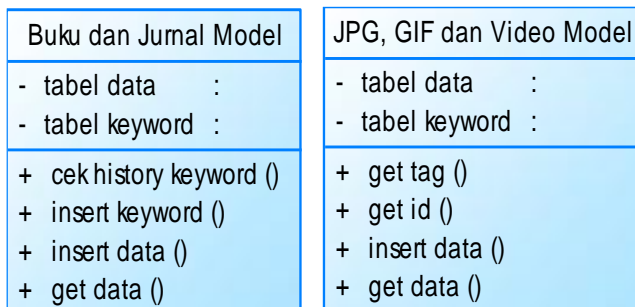 Buku dan Jurnal Model
- tabel data :
- tabel keyword :
+ cek history keyword ()
+ insert keyword ()
+ insert data ()
+ get data ()
JPG, GIF dan Video Model
- tabel data :
- tabel keyword :
+ get tag ()
+ get id ()
+ insert data ()
+ get data ()